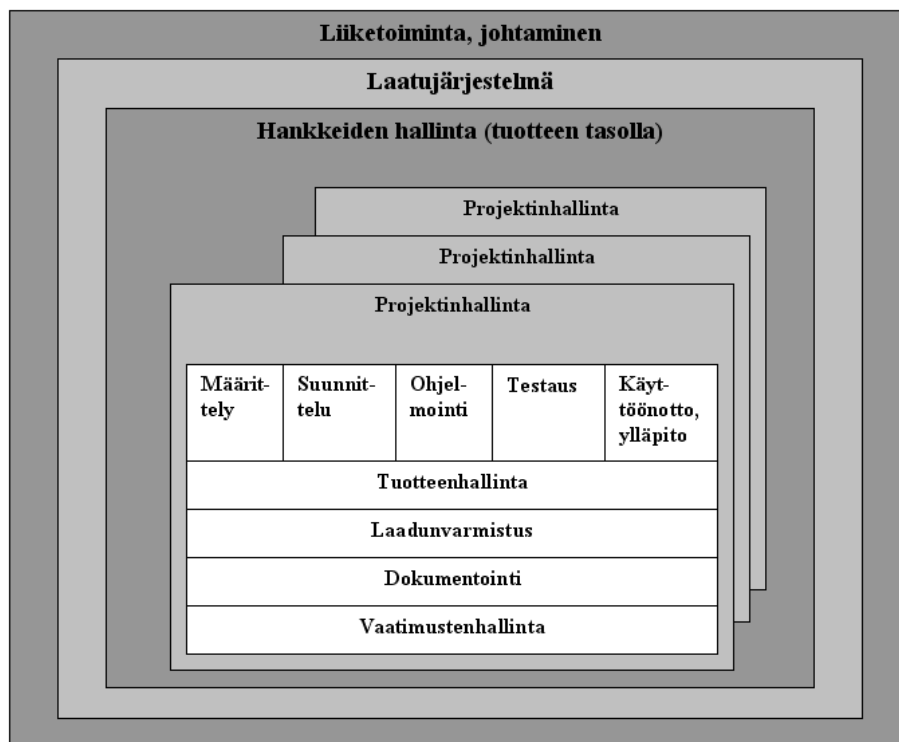 Liiketoiminta, johtaminen
Laatujärjestelmä
Hankkeiden hallinta (tuotteen tasolla)
Projektinhallinta
Projektinhallinta
Projektinhallinta
Määrit-
tely
Suunnit-
telu
Ohjel-
mointi
Testaus
Käyt-
töönotto,
ylläpito
Tuotteenhallinta
Laadunvarmistus
Dokumentointi
Vaatimustenhallinta